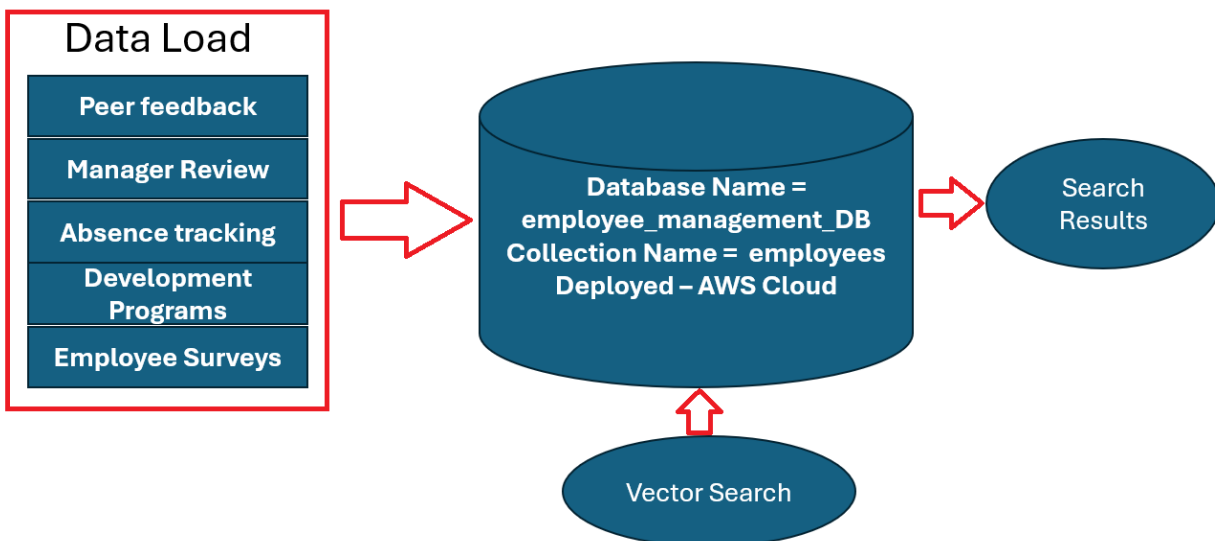 Data Load
Peer feedback
Manager Review
Absence tracking
Development
Programs
Employee Surveys
Database Name =
employee_management_DB
Collection Name = employees
Deployed – AWS Cloud
Search
Results
Vector Search